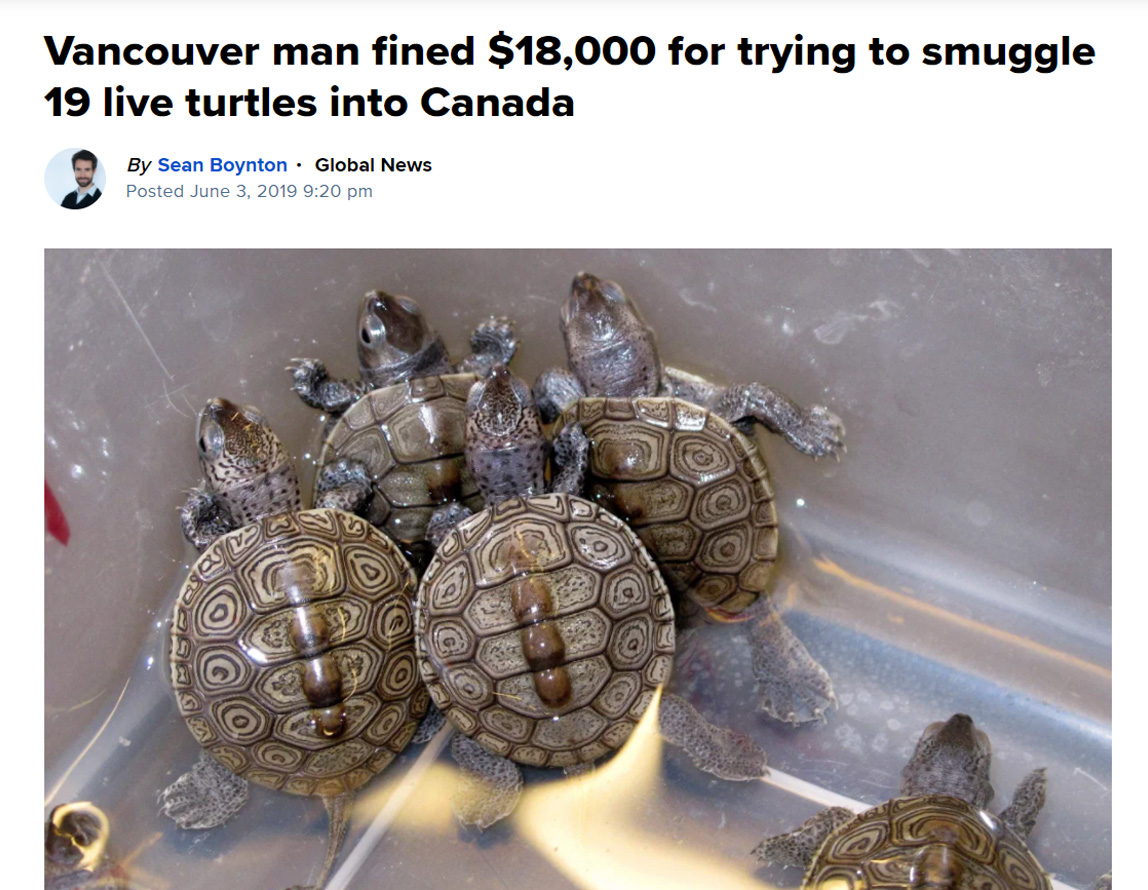 Vancouver man fined $18,000 for trying to smuggle
19 live turtles into Canada
By Sean Boynton · Global News
Posted June 3, 2019 9:20 pm